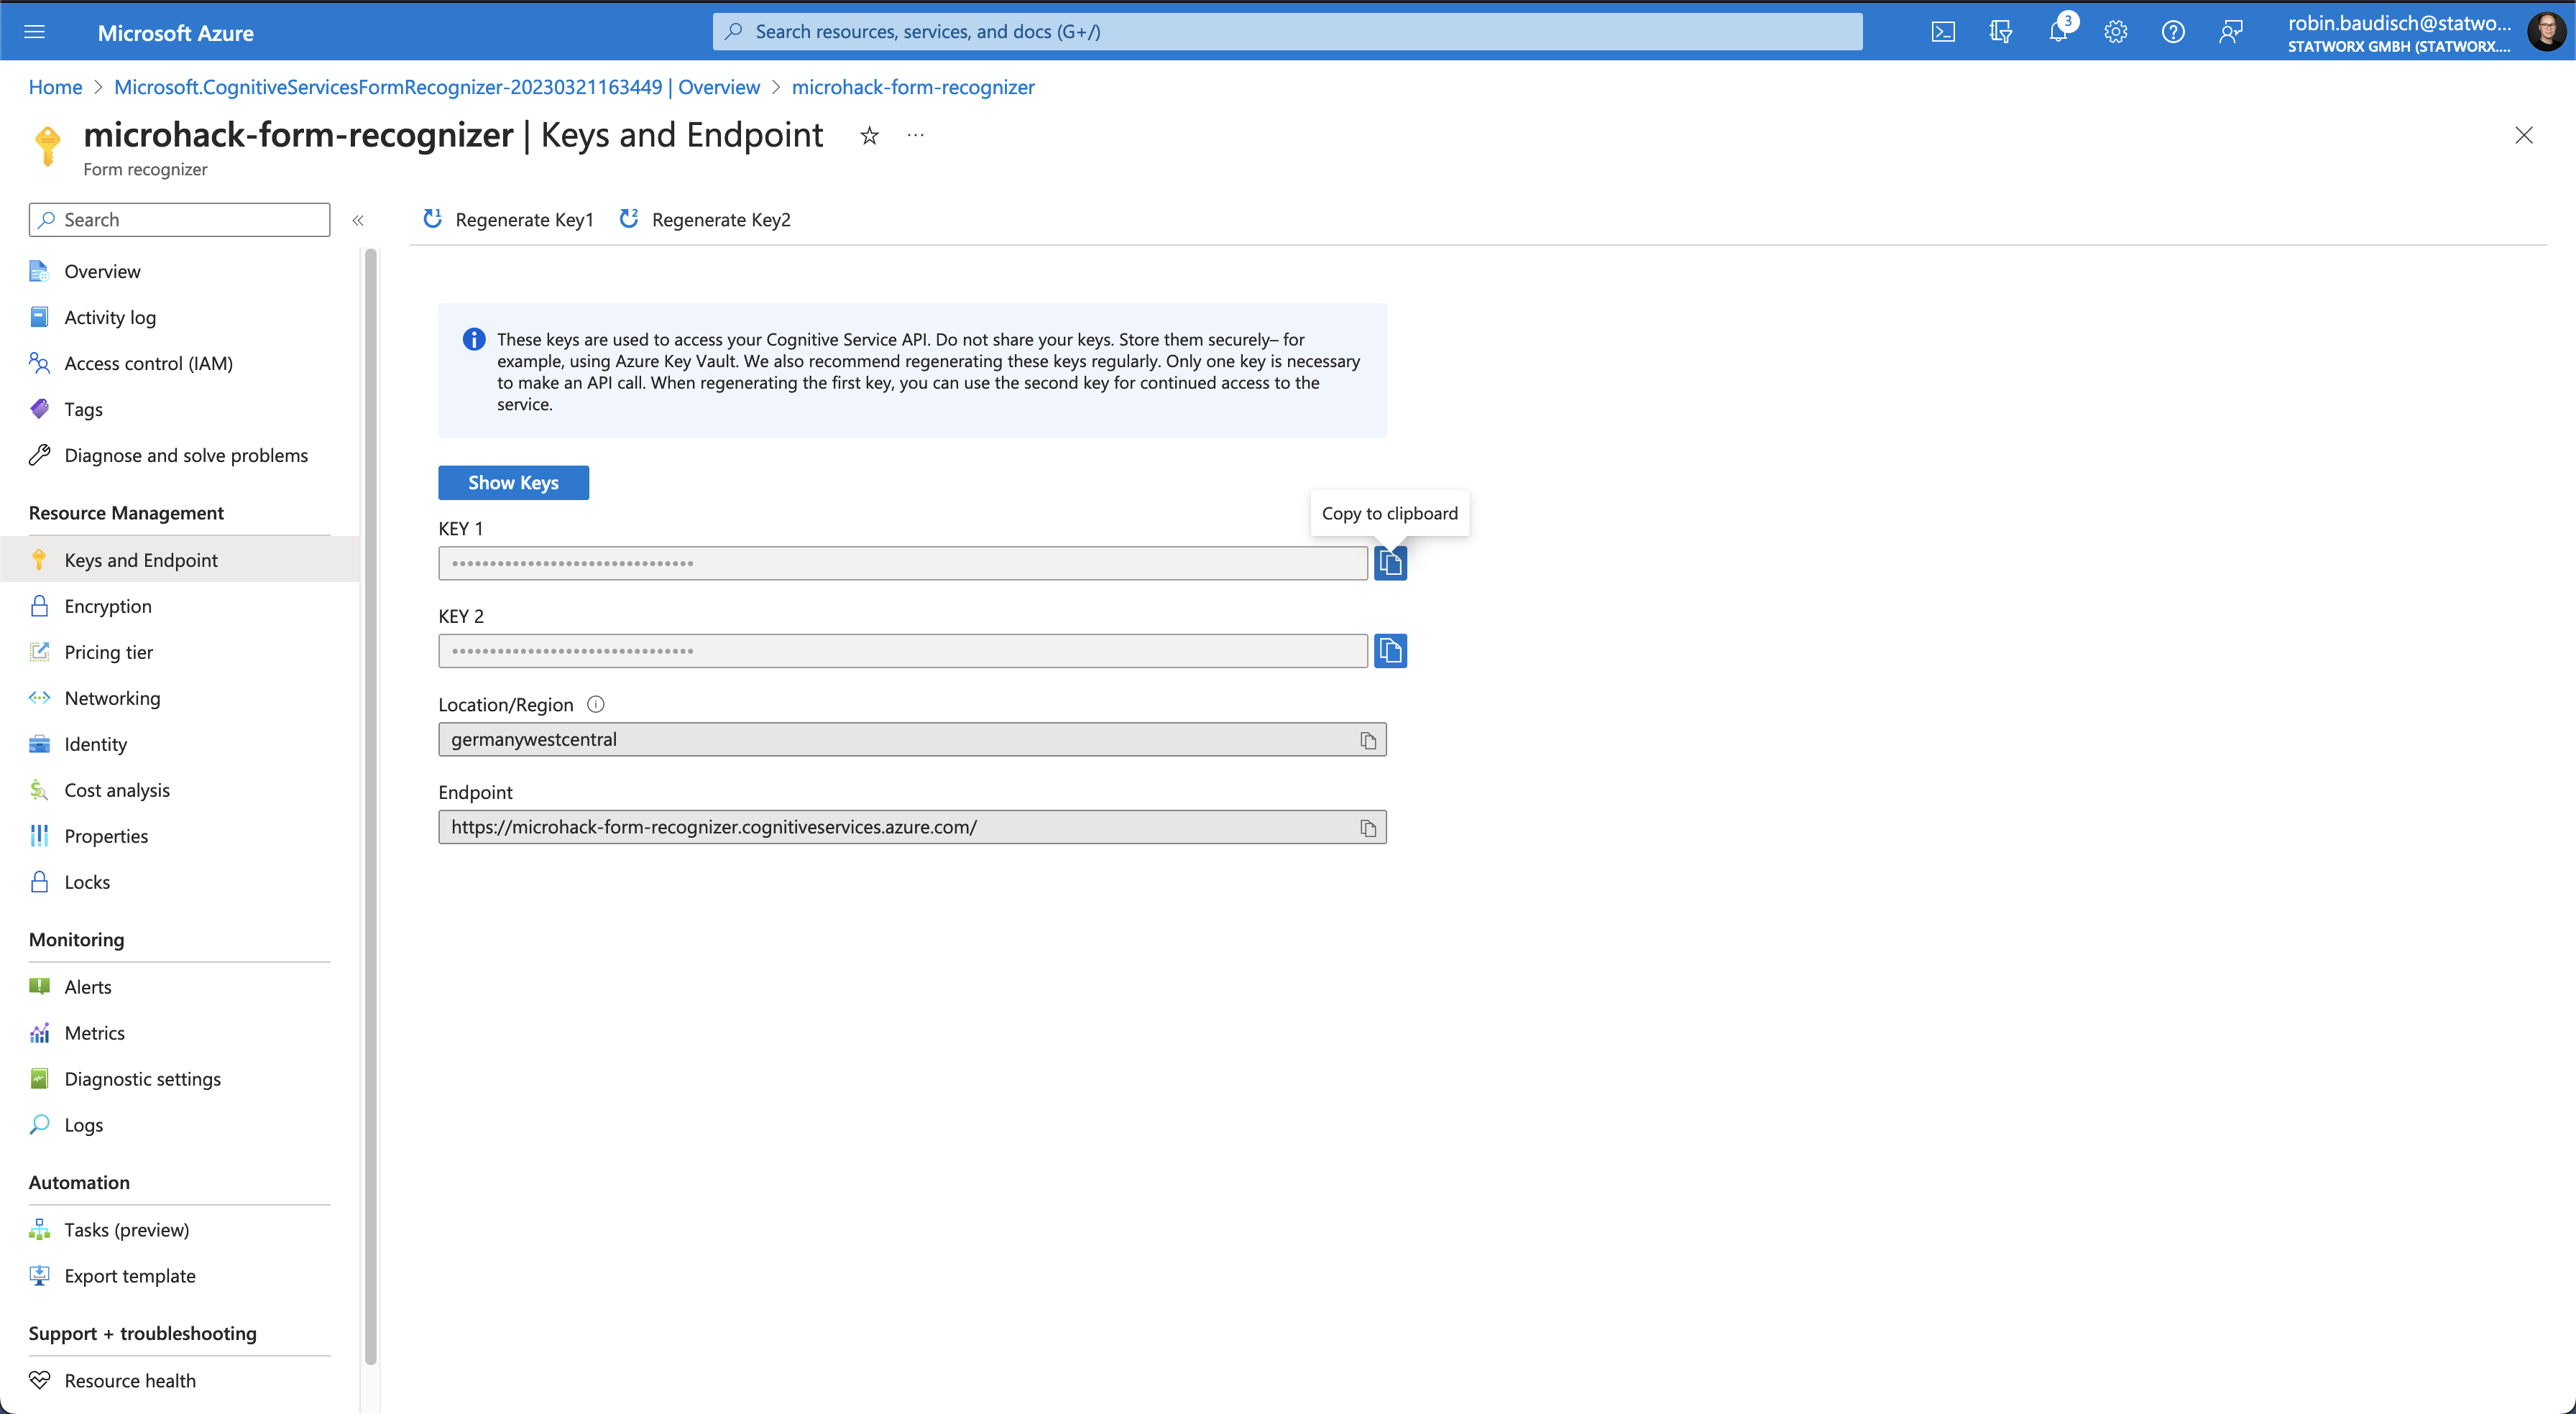 Microsoft Azure
Search resources, services, and docs (G+/)
3
robin.baudisch@statwo...
STATWORX GMBH (STATWORX....
Home > Microsoft.CognitiveServicesFormRecognizer-20230321163449 | Overview > microhack-form-recognizer
microhack-form-recognizer | Keys and Endpoint
Form recognizer
Search
Overview
Activity log
Access control (IAM)
Tags
Diagnose and solve problems
Resource Management
Keys and Endpoint
Encryption
Pricing tier
Networking
Identity
Cost analysis
Properties
Locks
Monitoring
Alerts
Metrics
Diagnostic settings
Logs
Automation
Tasks (preview)
Export template
Support + troubleshooting
Resource health
1 Regenerate Key1 2 Regenerate Key2
These keys are used to access your Cognitive Service API. Do not share your keys. Store them securely– for
example, using Azure Key Vault. We also recommend regenerating these keys regularly. Only one key is necessary
to make an API call. When regenerating the first key, you can use the second key for continued access to the
service.
Show Keys
Copy to clipboard
KEY 1
••••••••••••••••••••••••••••••••
KEY 2
••••••••••••••••••••••••••••••••
Location/Region
germanywestcentral
Endpoint
https://microhack-form-recognizer.cognitiveservices.azure.com/